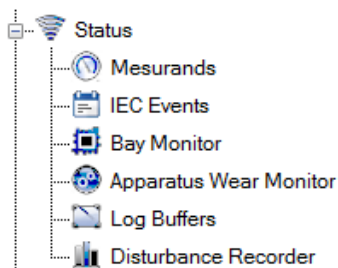 Status
Mesurands
IEC Events
Bay Monitor
Apparatus Wear Monitor
Log Buffers
Disturbance Recorder